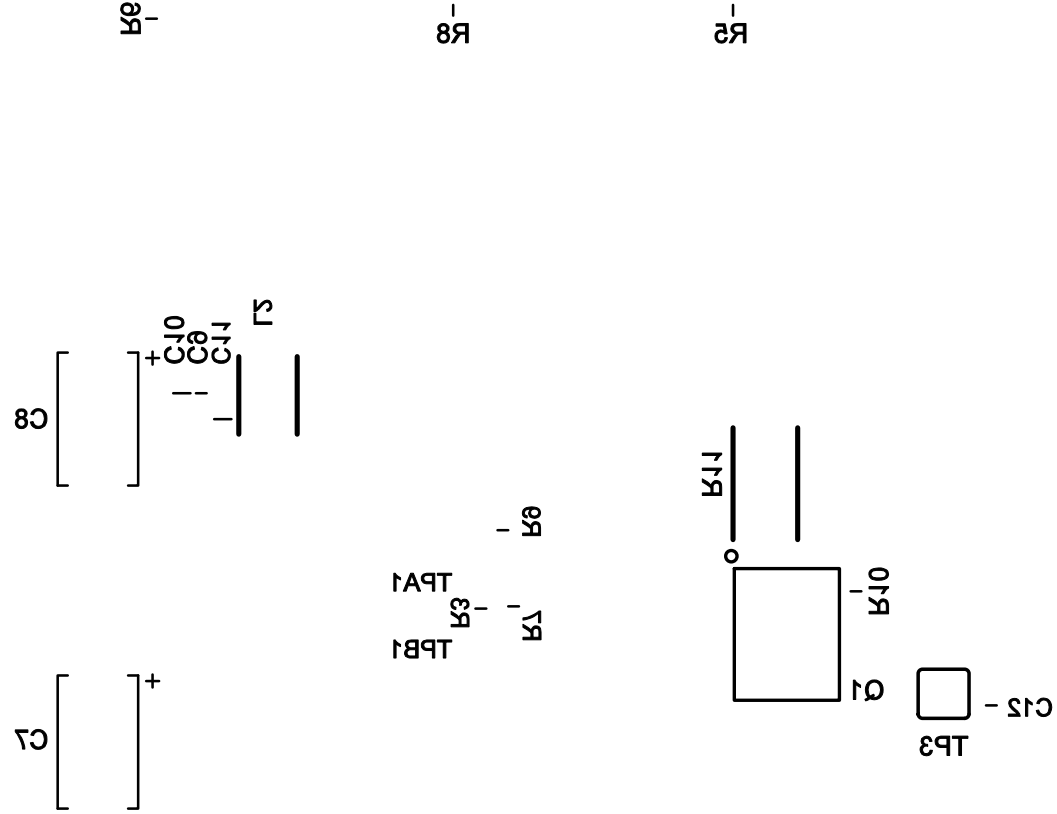 R6
R8
R5
L2
C10
C9
C11
+
C8
R11
R9
TPA1
R10
R3
R7
TPB1
+
Q1
C12
C7
TP3